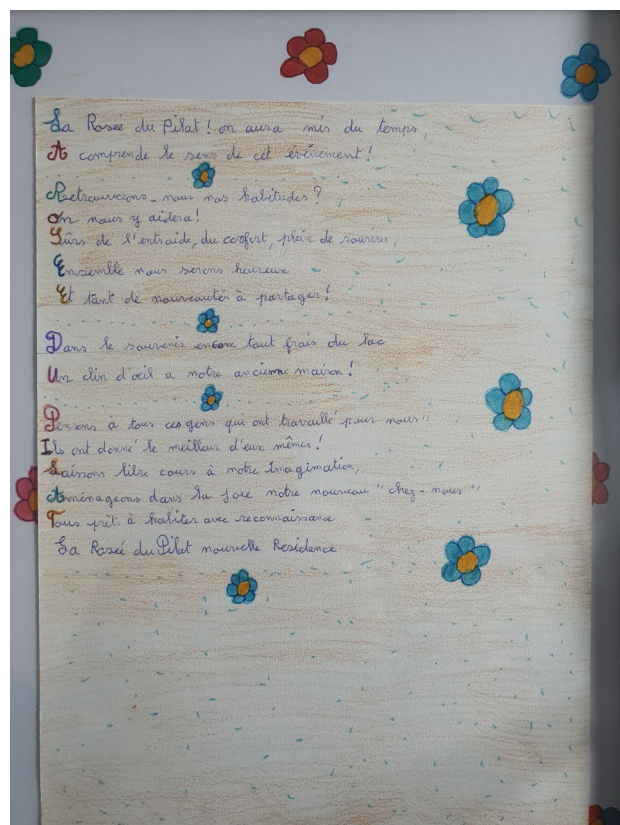 La Rosée du Pilat ! on aura mis du temps,
A comprende le sens de cet événement !
Retrouverons-nous nos habitudes ?
On nous y aidera !
Sûrs de l'entraide, du confort, plein de sourires,
Ensemble nous serons heureux
Et tant de nouveautés à partager !
Dans le souvenir encore tout frais du lac
Un clin d'oeil a notre ancienne maison !
Pensons à tous ces gens qui ont travaillé pour nous"
Ils ont donné le meilleur d'eux mêmes !
Laissons libre cours à notre imagination,
Aménageons dans la joie notre nouveau "chez-nous"
Tous prêt à habiter avec reconnaissance
La Rosée du Pilat nouvelle Residence